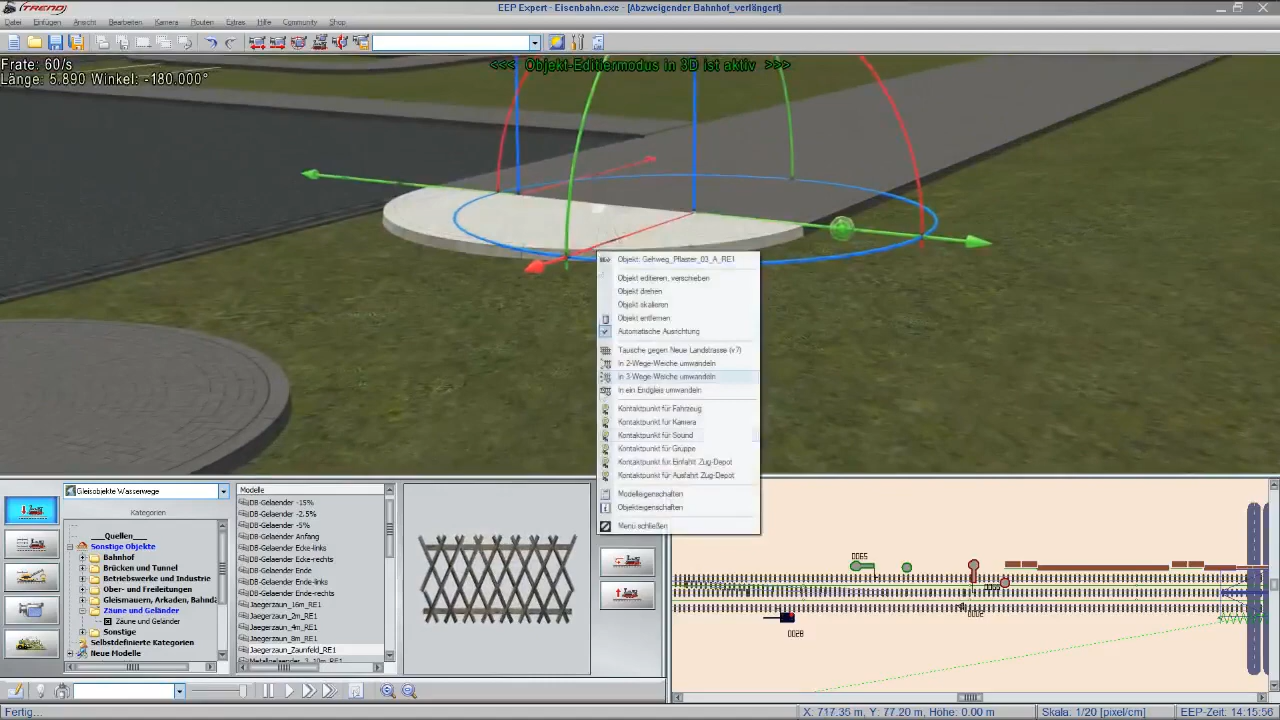 TREND
EEP Expert - Eisenbahn.exe - [Abzweigender Bahnhof_verlängert]
Datei Einfügen Ansicht Bearbeiten Kamera Routen Extras Hilfe Community Shop
Frate: 60/s
<<< Objekt-Editiermodus in 3D ist aktiv >>>
Länge: 5.890 Winkel: -180.000°
Objekt: Gehweg_Pflaster_03_A_RE1
Objekt editieren, verschieben
Objekt drehen
Objekt skalieren
Objekt entfernen
Automatische Ausrichtung
Tausche gegen Neue Landstrasse (v7)
In 2-Wege-Weiche umwandeln
In 3-Wege-Weiche umwandeln
In ein Endgleis umwandeln
Kontaktpunkt für Fahrzeug
Kontaktpunkt für Kamera
Kontaktpunkt für Sound
Kontaktpunkt für Gruppe
Kontaktpunkt für Einfahrt Zug-Depot
Kontaktpunkt für Ausfahrt Zug-Depot
Modelleigenschaften
Objekteigenschaften
Menü schließen
Gleisobjekte Wasserwege
Kategorien
__Quellen__
Sonstige Objekte
Bahnhof
Brücken und Tunnel
Betriebswerke und Industrie
Ober- und Freileitungen
Gleismauern, Arkaden, Bahndä
Zäune und Geländer
Zäune und Geländer
Sonstige
Selbstdefinierte Kategorien
Neue Modelle
Modelle
DB-Gelaender -15%
DB-Gelaender -2.5%
DB-Gelaender -5%
DB-Gelaender Anfang
DB-Gelaender Ecke-links
DB-Gelaender Ecke-rechts
DB-Gelaender Ende
DB-Gelaender Ende-links
DB-Gelaender Ende-rechts
Jaegerzaun_16m_RE1
Jaegerzaun_2m_RE1
Jaegerzaun_4m_RE1
Jaegerzaun_8m_RE1
Jaegerzaun_Zaunfeld_RE1
Metallgelaender_3_10m_RE1
0065
0028
Fertig...
X: 717.35 m, Y: 77.20 m, Höhe: 0.00 m
Skala. 1/20 [pixel/cm]
EEP-Zeit. 14:15:56